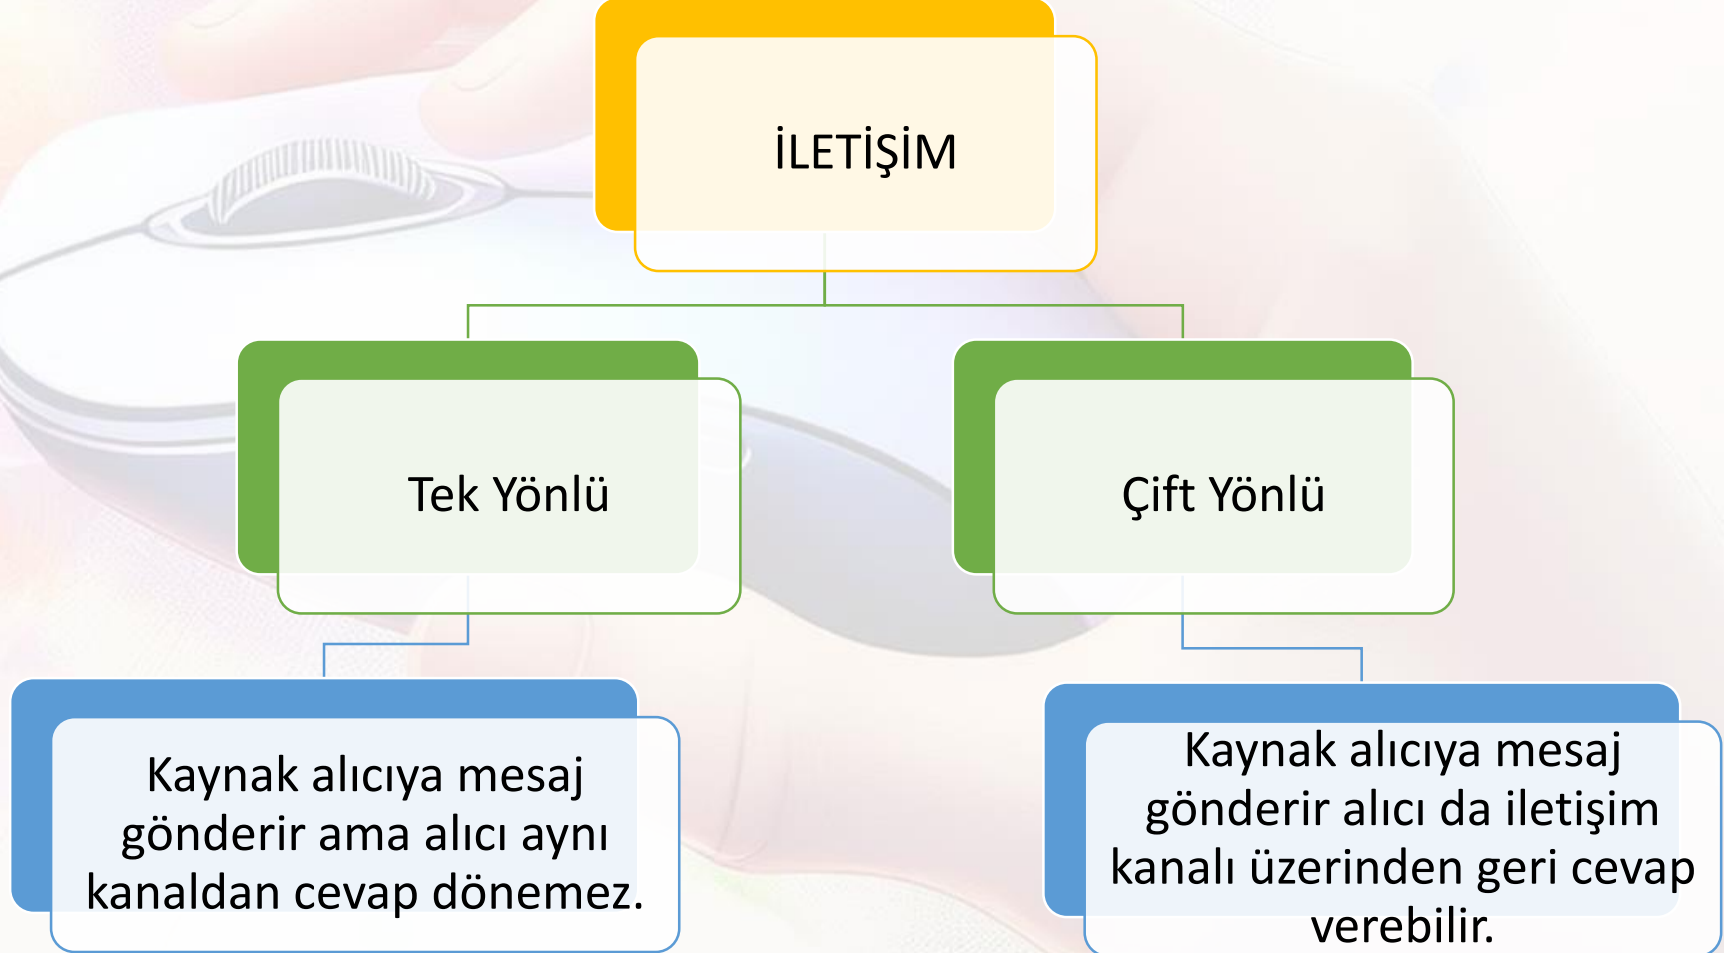 İLETİŞİM
Tek Yönlü
Çift Yönlü
Kaynak alıcıya mesaj
gönderir ama alıcı aynı
kanaldan cevap dönemez.
Kaynak alıcıya mesaj
gönderir alıcı da iletişim
kanalı üzerinden geri cevap
verebilir.